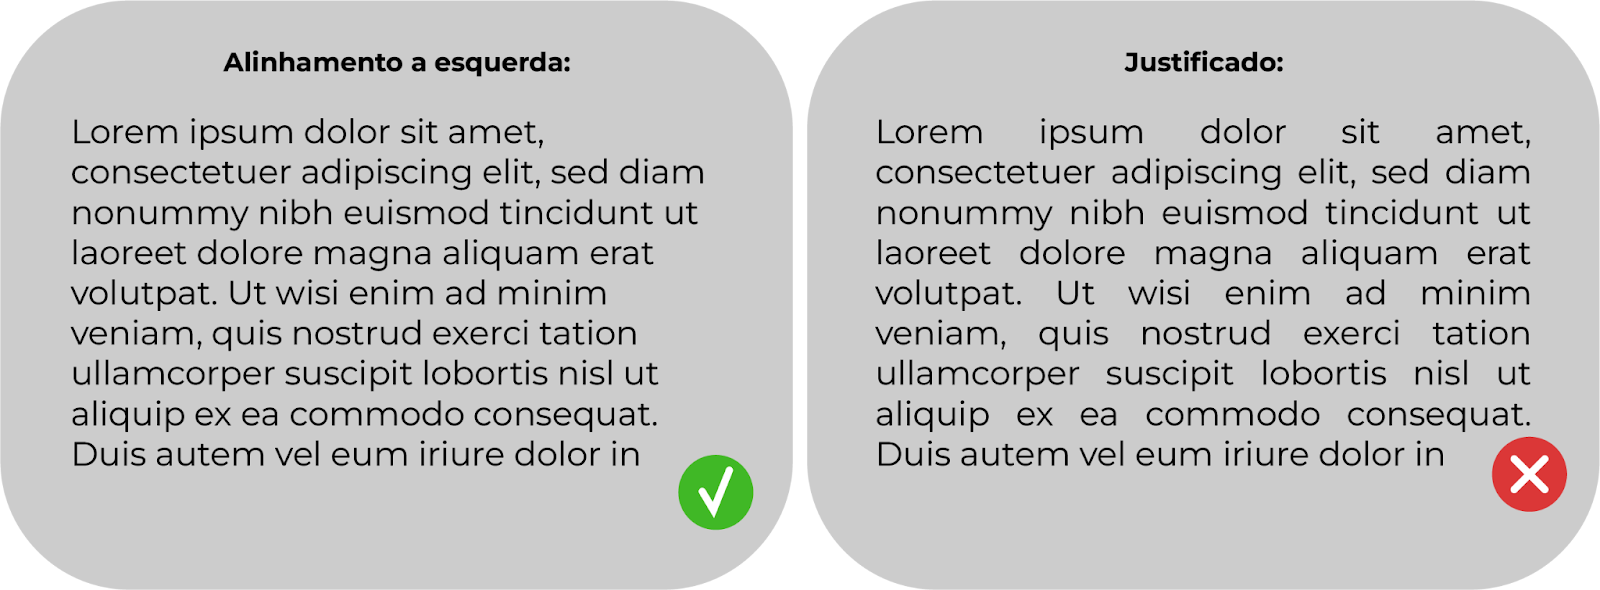 Alinhamento a esquerda:
Lorem ipsum dolor sit amet,
consectetuer adipiscing elit, sed diam
nonummy nibh euismod tincidunt ut
laoreet dolore magna aliquam erat
volutpat. Ut wisi enim ad minim
veniam, quis nostrud exerci tation
ullamcorper suscipit lobortis nisl ut
aliquip ex ea commodo consequat.
Duis autem vel eum iriure dolor in
Justificado:
Lorem ipsum dolor sit amet,
consectetuer adipiscing elit, sed diam
nonummy nibh euismod tincidunt ut
laoreet dolore magna aliquam erat
volutpat. Ut wisi enim ad minim
veniam, quis nostrud exerci tation
ullamcorper suscipit lobortis nisl ut
aliquip ex ea commodo consequat.
Duis autem vel eum iriure dolor in